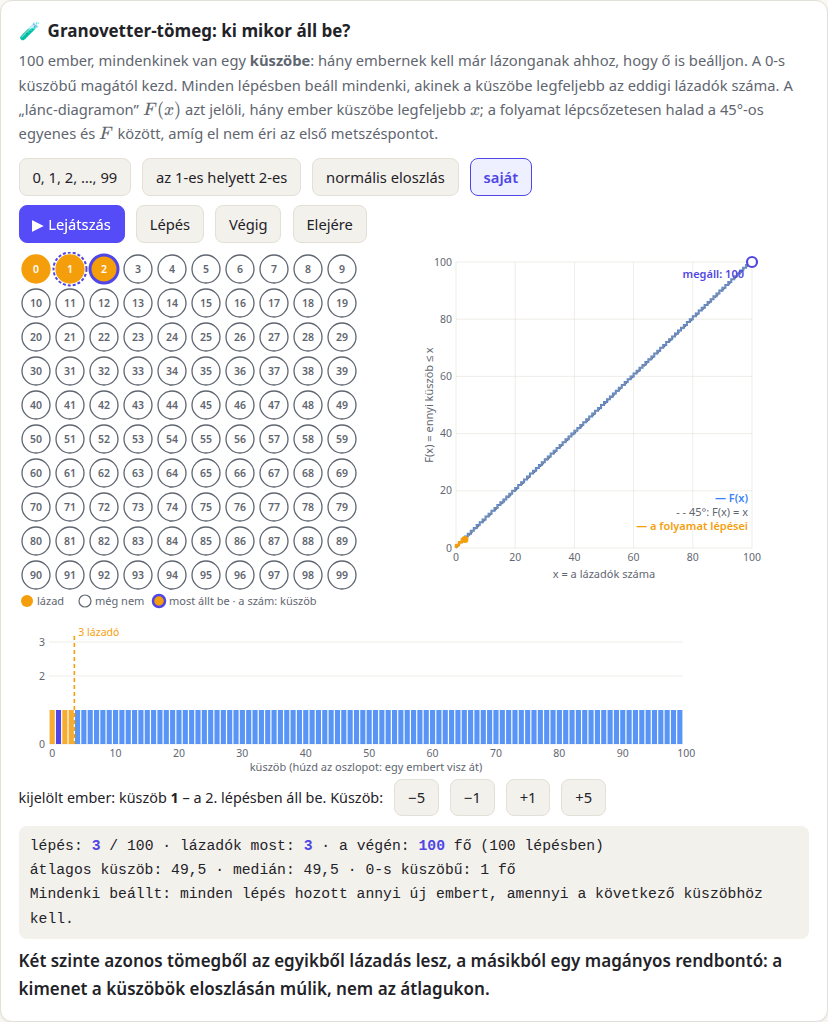 🧪 Granovetter-tömeg: ki mikor áll be?
100 ember, mindenkinek van egy küszöbe: hány embernek kell már lázonganak ahhoz, hogy ő is beálljon. A 0-s
küszöbű magától kezd. Minden lépésben beáll mindenki, akinek a küszöbe legfeljebb az eddigi lázadók száma. A
„lánc-diagramon” F(x) azt jelöli, hány ember küszöbe legfeljebb x; a folyamat lépcsőzetesen halad a 45°-os
egyenes és F között, amíg el nem éri az első metszéspontot.
0, 1, 2, …, 99
az 1-es helyett 2-es
normális eloszlás
saját
▶ Lejátszás
Lépés
Végig
Elejére
0 1 2 3 4 5 6 7 8 9
10 11 12 13 14 15 16 17 18 19
20 21 22 23 24 25 26 27 28 29
30 31 32 33 34 35 36 37 38 39
40 41 42 43 44 45 46 47 48 49
50 51 52 53 54 55 56 57 58 59
60 61 62 63 64 65 66 67 68 69
70 71 72 73 74 75 76 77 78 79
80 81 82 83 84 85 86 87 88 89
90 91 92 93 94 95 96 97 98 99
lázad még nem most állt be · a szám: küszöb
F(x) = ennyi küszöb ≤ x
100
80
60
40
20
0
megáll: 100
— F(x)
- - 45°: F(x) = x
— a folyamat lépései
0 20 40 60 80 100
x = a lázadók száma
3 lázadó
3
2
0
0 10 20 30 40 50 60 70 80 90 100
küszöb (húzd az oszlopot: egy embert visz át)
kijelölt ember: küszöb 1 – a 2. lépésben áll be. Küszöb:
−5
−1
+1
+5
lépés: 3 / 100 · lázadók most: 3 · a végén: 100 fő (100 lépésben)
átlagos küszöb: 49,5 · medián: 49,5 · 0-s küszöbű: 1 fő
Mindenki beállt: minden lépés hozott annyi új embert, amennyi a következő küszöbhöz
kell.
Két szinte azonos tömegből az egyikből lázadás lesz, a másikból egy magányos rendbontó: a
kimenet a küszöbök eloszlásán múlik, nem az átlagukon.